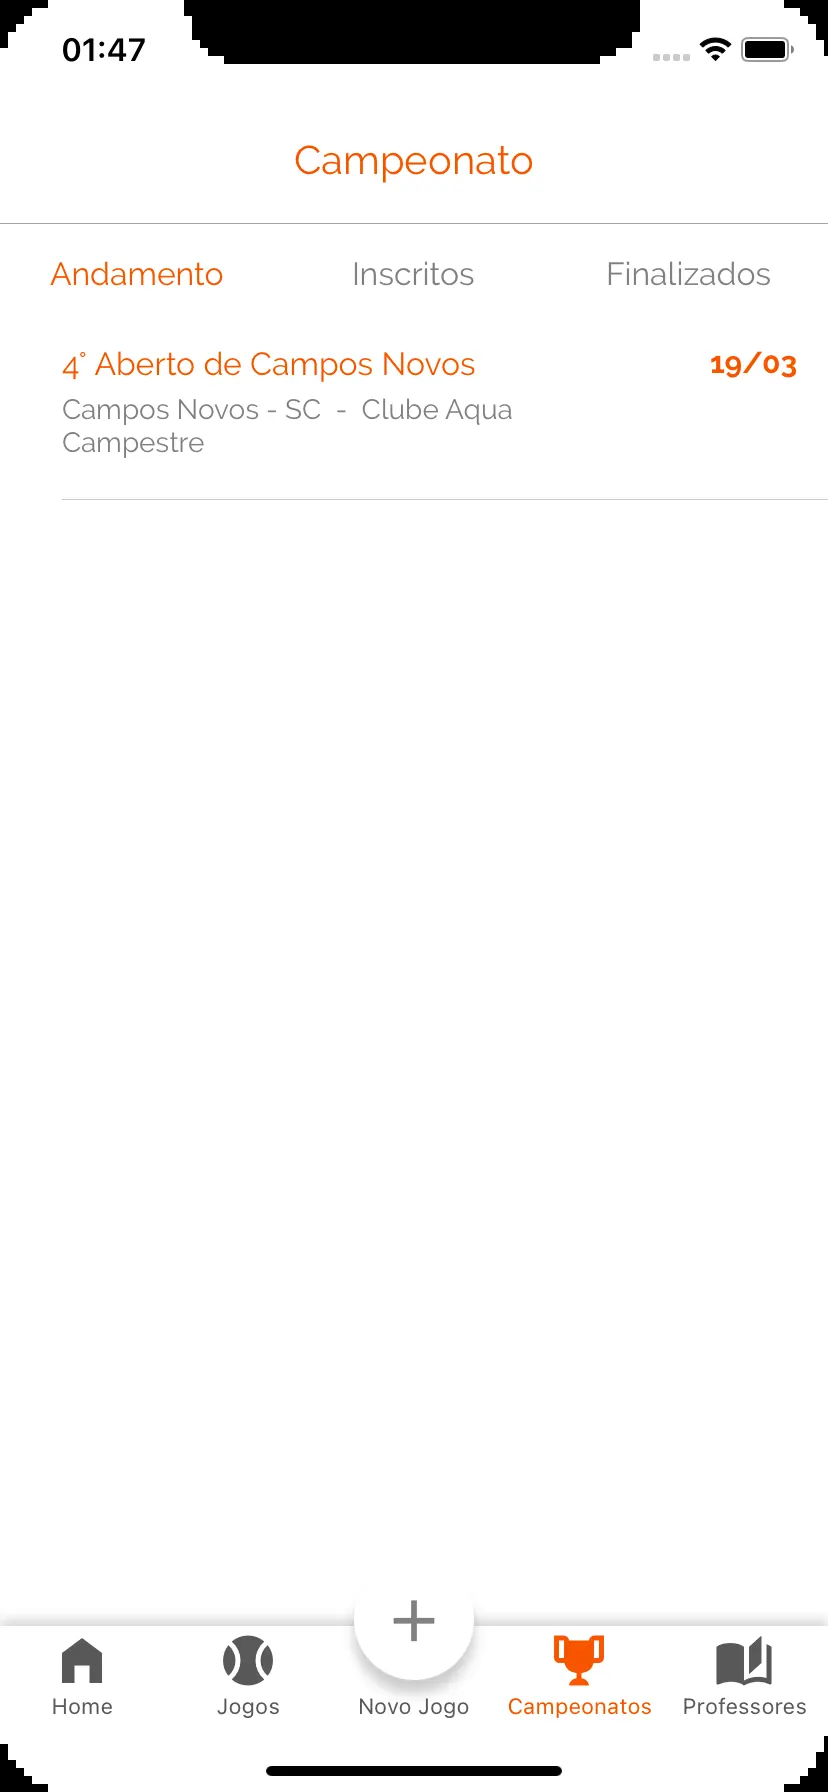 01:47
Campeonato
Andamento Inscritos Finalizados
4° Aberto de Campos Novos 19/03
Campos Novos - SC - Clube Aqua
Campestre
Home Jogos Novo Jogo Campeonatos Professores